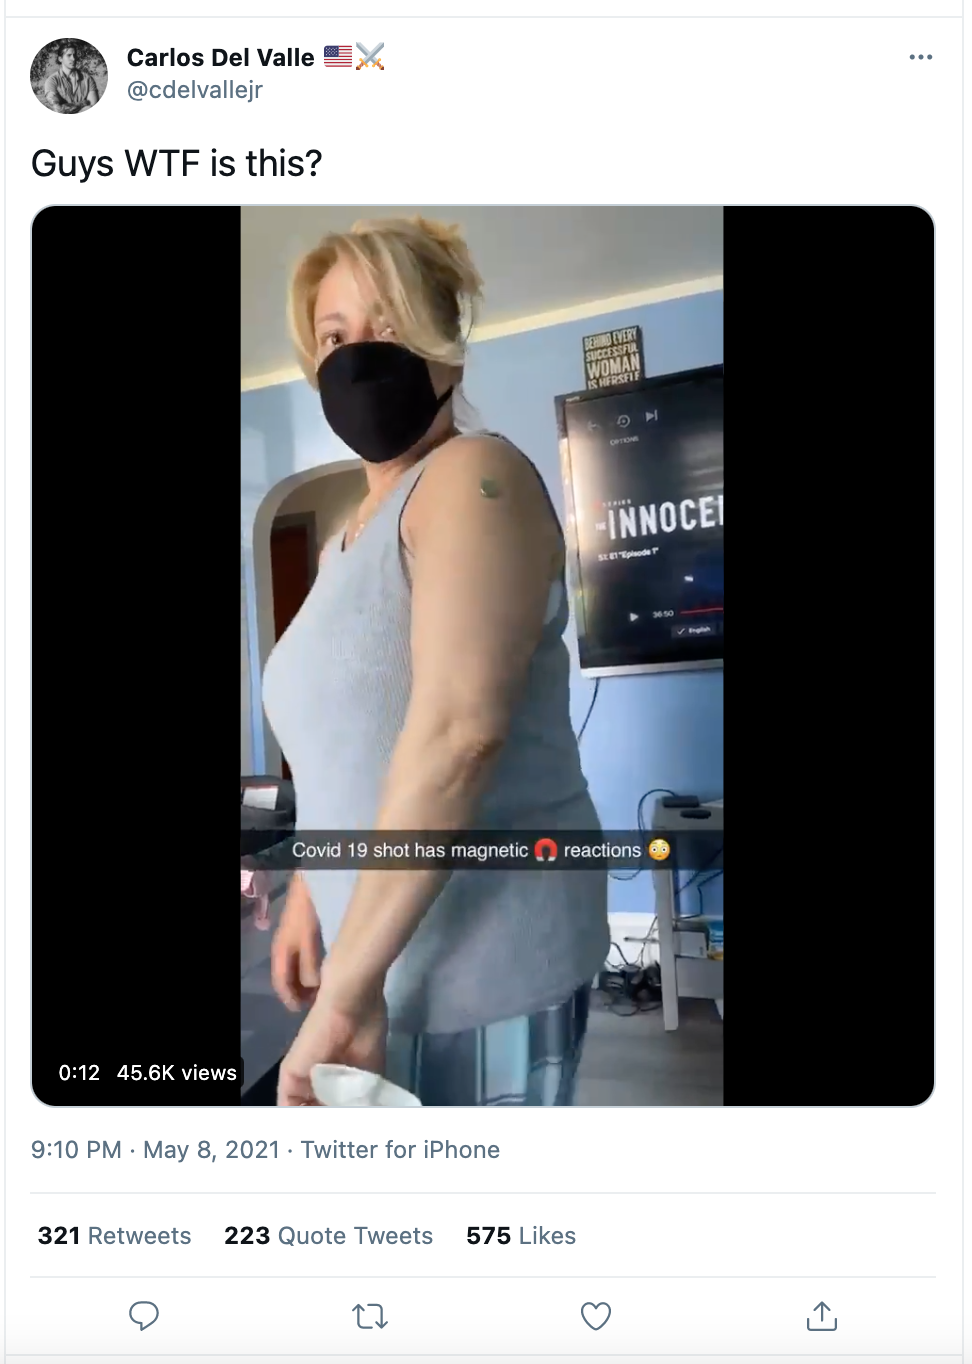 Carlos Del Valle 🇺🇸⚔️
@cdelvallejr
Guys WTF is this?
BEHIND EVERY
SUCCESSFUL
WOMAN
IS HERSELF
OPTIONS
THE INNOCE
S1: E1 "Episode 1"
36:50
English
Covid 19 shot has magnetic 🧲 reactions 😳
0:12 45.6K views
9:10 PM · May 8, 2021 · Twitter for iPhone
321 Retweets 223 Quote Tweets 575 Likes